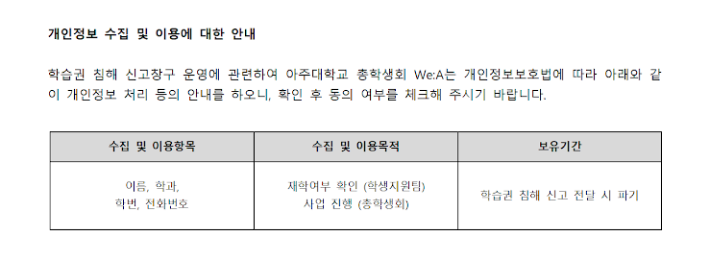 개인정보 수집 및 이용에 대한 안내
학습권 침해 신고창구 운영에 관련하여 아주대학교 총학생회 We:A는 개인정보보호법에 따라 아래와 같
이 개인정보 처리 등의 안내를 하오니, 확인 후 동의 여부를 체크해 주시기 바랍니다.
수집 및 이용항목 수집 및 이용목적 보유기간
이름, 학과,
학번, 전화번호
재학여부 확인 (학생지원팀)
사업 진행 (총학생회)
학습권 침해 신고 전달 시 파기